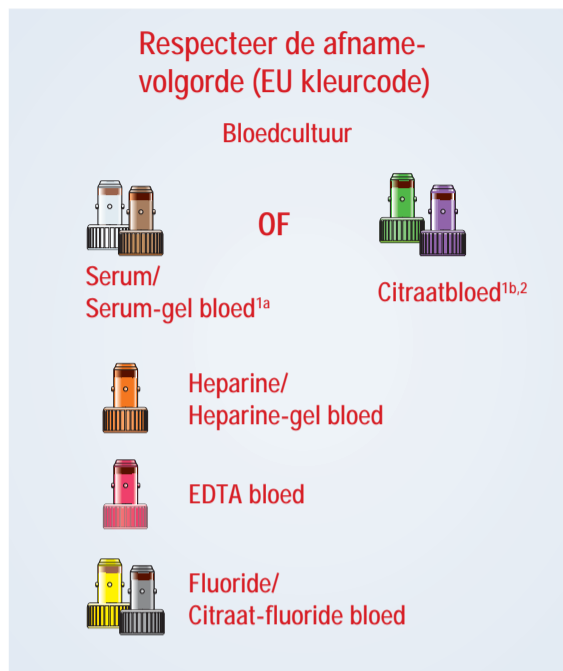 Respecteer de afname-
volgorde (EU kleurcode)
Bloedcultuur
OF
Serum/
Serum-gel bloed1a
Citraatbloed1b,2
Heparine/
Heparine-gel bloed
EDTA bloed
Fluoride/
Citraat-fluoride bloed